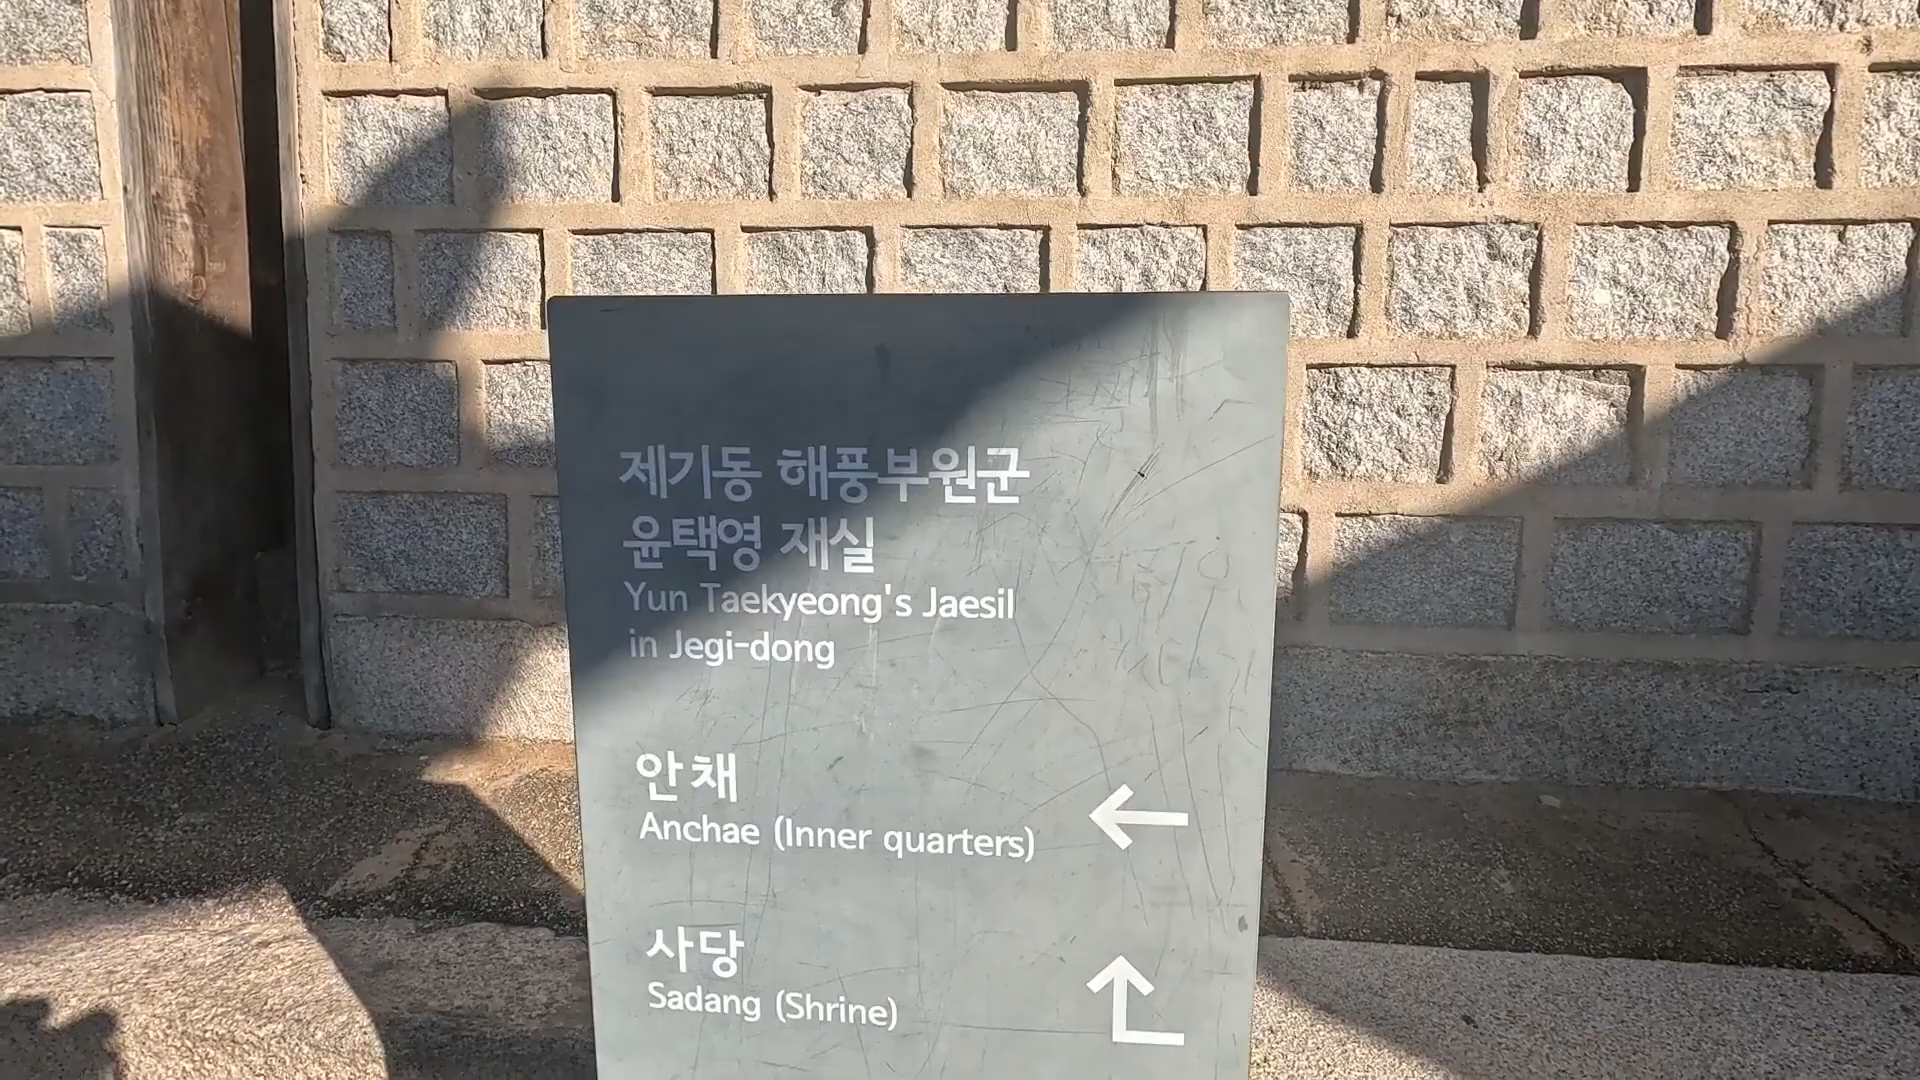 제기동 해풍부원군
윤택영 재실
Yun Taekyeong's Jaesil
in Jegi-dong
안채
Anchae (Inner quarters)
사당
Sadang (Shrine)